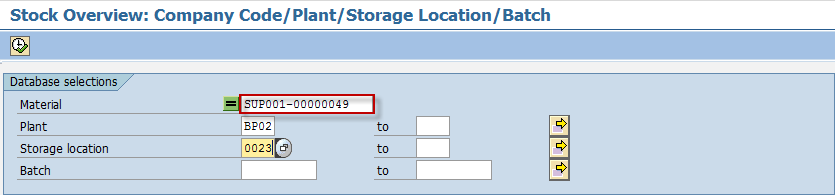 Stock Overview: Company Code/Plant/Storage Location/Batch
Database selections
Material SUP001-00000049
Plant BP02 to
Storage location 0023 to
Batch to